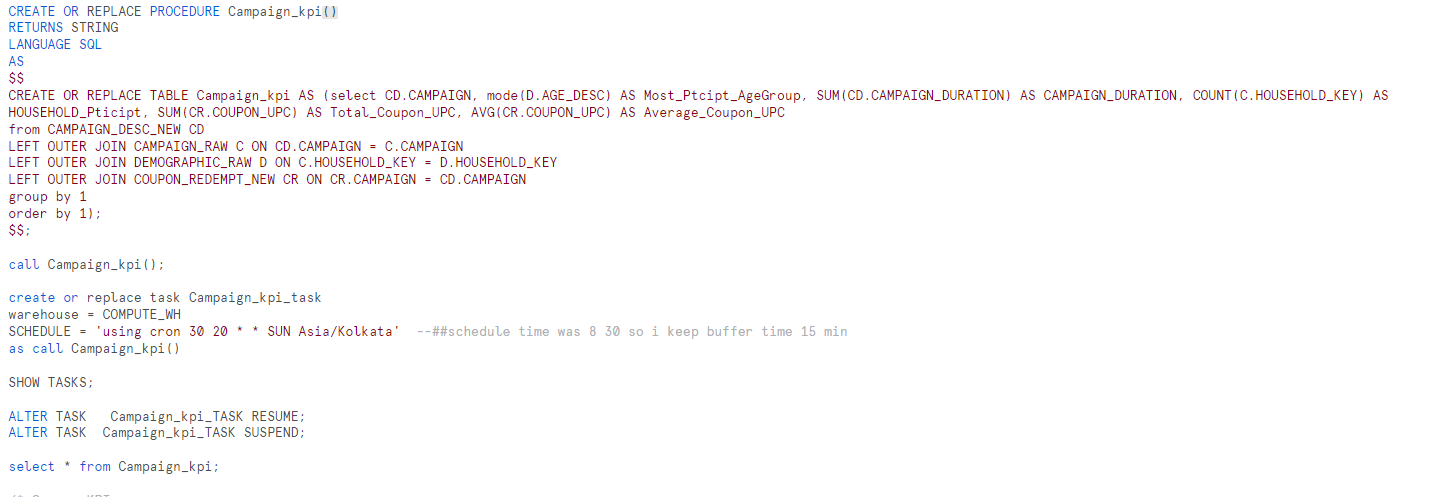 CREATE OR REPLACE PROCEDURE Campaign_kpi()
RETURNS STRING
LANGUAGE SQL
AS
$$
CREATE OR REPLACE TABLE Campaign_kpi AS (select CD.CAMPAIGN, mode(D.AGE_DESC) AS Most_Ptcipt_AgeGroup, SUM(CD.CAMPAIGN_DURATION) AS CAMPAIGN_DURATION, COUNT(C.HOUSEHOLD_KEY) AS
HOUSEHOLD_Pticipt, SUM(CR.COUPON_UPC) AS Total_Coupon_UPC, AVG(CR.COUPON_UPC) AS Average_Coupon_UPC
from CAMPAIGN_DESC_NEW CD
LEFT OUTER JOIN CAMPAIGN_RAW C ON CD.CAMPAIGN = C.CAMPAIGN
LEFT OUTER JOIN DEMOGRAPHIC_RAW D ON C.HOUSEHOLD_KEY = D.HOUSEHOLD_KEY
LEFT OUTER JOIN COUPON_REDEMPT_NEW CR ON CR.CAMPAIGN = CD.CAMPAIGN
group by 1
order by 1);
$$;
call Campaign_kpi();
create or replace task Campaign_kpi_task
warehouse = COMPUTE_WH
SCHEDULE = 'using cron 30 20 * * SUN Asia/Kolkata' --##schedule time was 8 30 so i keep buffer time 15 min
as call Campaign_kpi()
SHOW TASKS;
ALTER TASK Campaign_kpi_TASK RESUME;
ALTER TASK Campaign_kpi_TASK SUSPEND;
select * from Campaign_kpi;